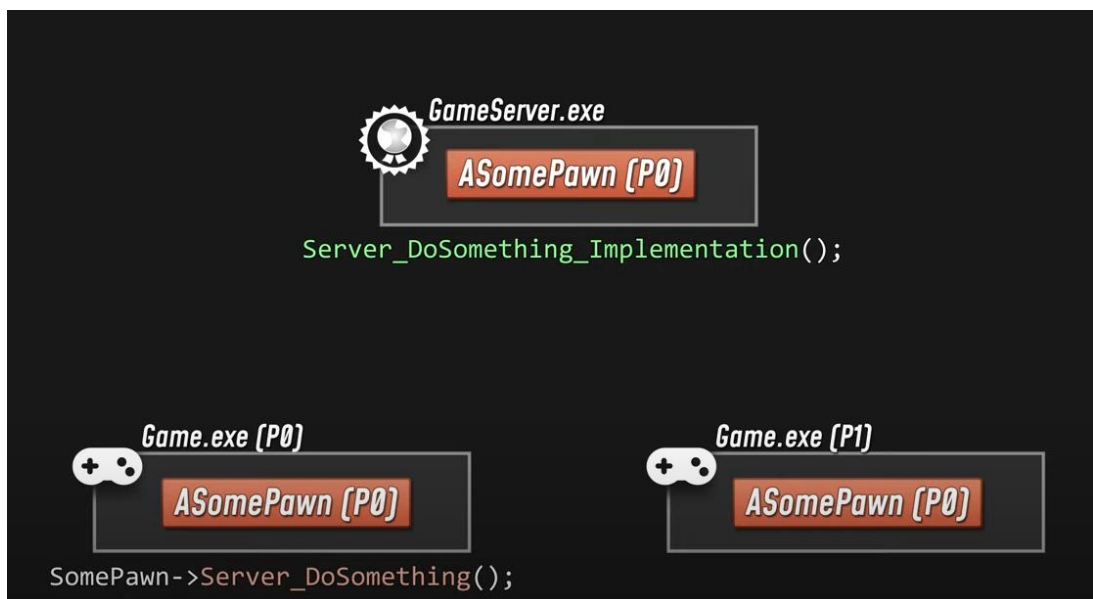 GameServer.exe
ASomePawn (P0)
Server_DoSomething_Implementation();
Game.exe (P0)
ASomePawn (P0)
SomePawn->Server_DoSomething();
Game.exe (P1)
ASomePawn (P0)